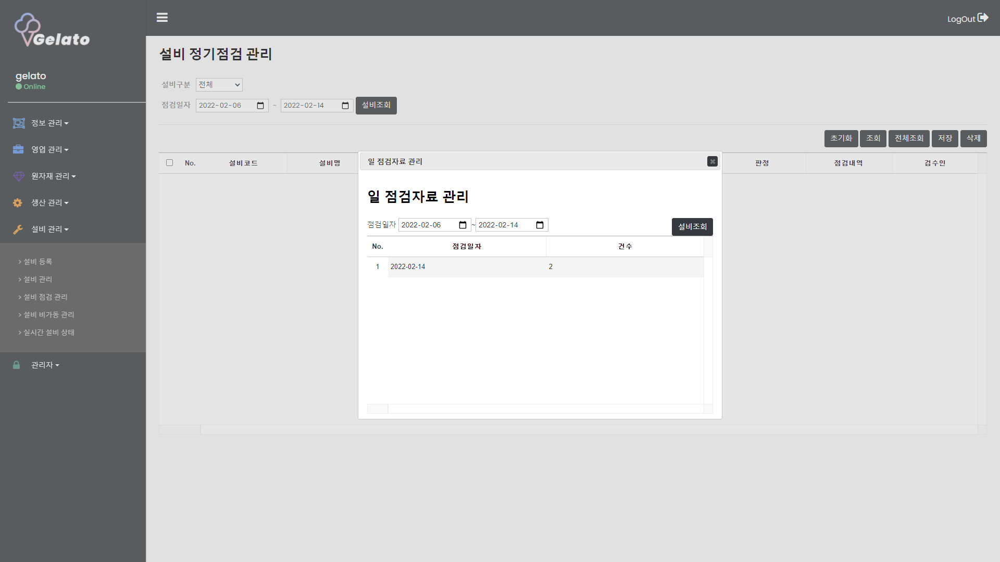 Gelato
LogOut
gelato
Online
정보 관리
영업 관리
원자재 관리
생산 관리
설비 관리
> 설비 등록
> 설비 관리
> 설비 점검 관리
> 설비 비가동 관리
> 실시간 설비 상태
관리자
설비 정기점검 관리
설비구분 전체
점검일자 2022-02-06 ~ 2022-02-14 설비조회
초기화 조회 전체조회 저장 삭제
No. 설비코드 설비명 판정 점검내역 검수인
일 점검자료 관리
일 점검자료 관리
점검일자 2022-02-06 ~ 2022-02-14 설비조회
No. 점검일자 건수
1 2022-02-14 2